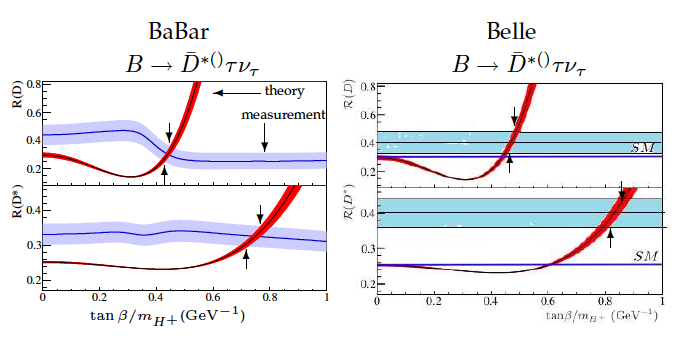 BaBar
B → D̄*⁽⁾τν_τ
R(D)
0.8
0.6
0.4
0.2
theory
measurement
R(D*)
0.4
0.3
0.2
0 0.2 0.4 0.6 0.8 1
tan β/m_H+ (GeV⁻¹)
Belle
B → D̄*⁽⁾τν_τ
R(D)
0.8
0.6
0.4
0.2
SM
R(D*)
0.4
0.3
0.2
SM
0 0.2 0.4 0.6 0.8 1
tanβ/m_H+ (GeV⁻¹)